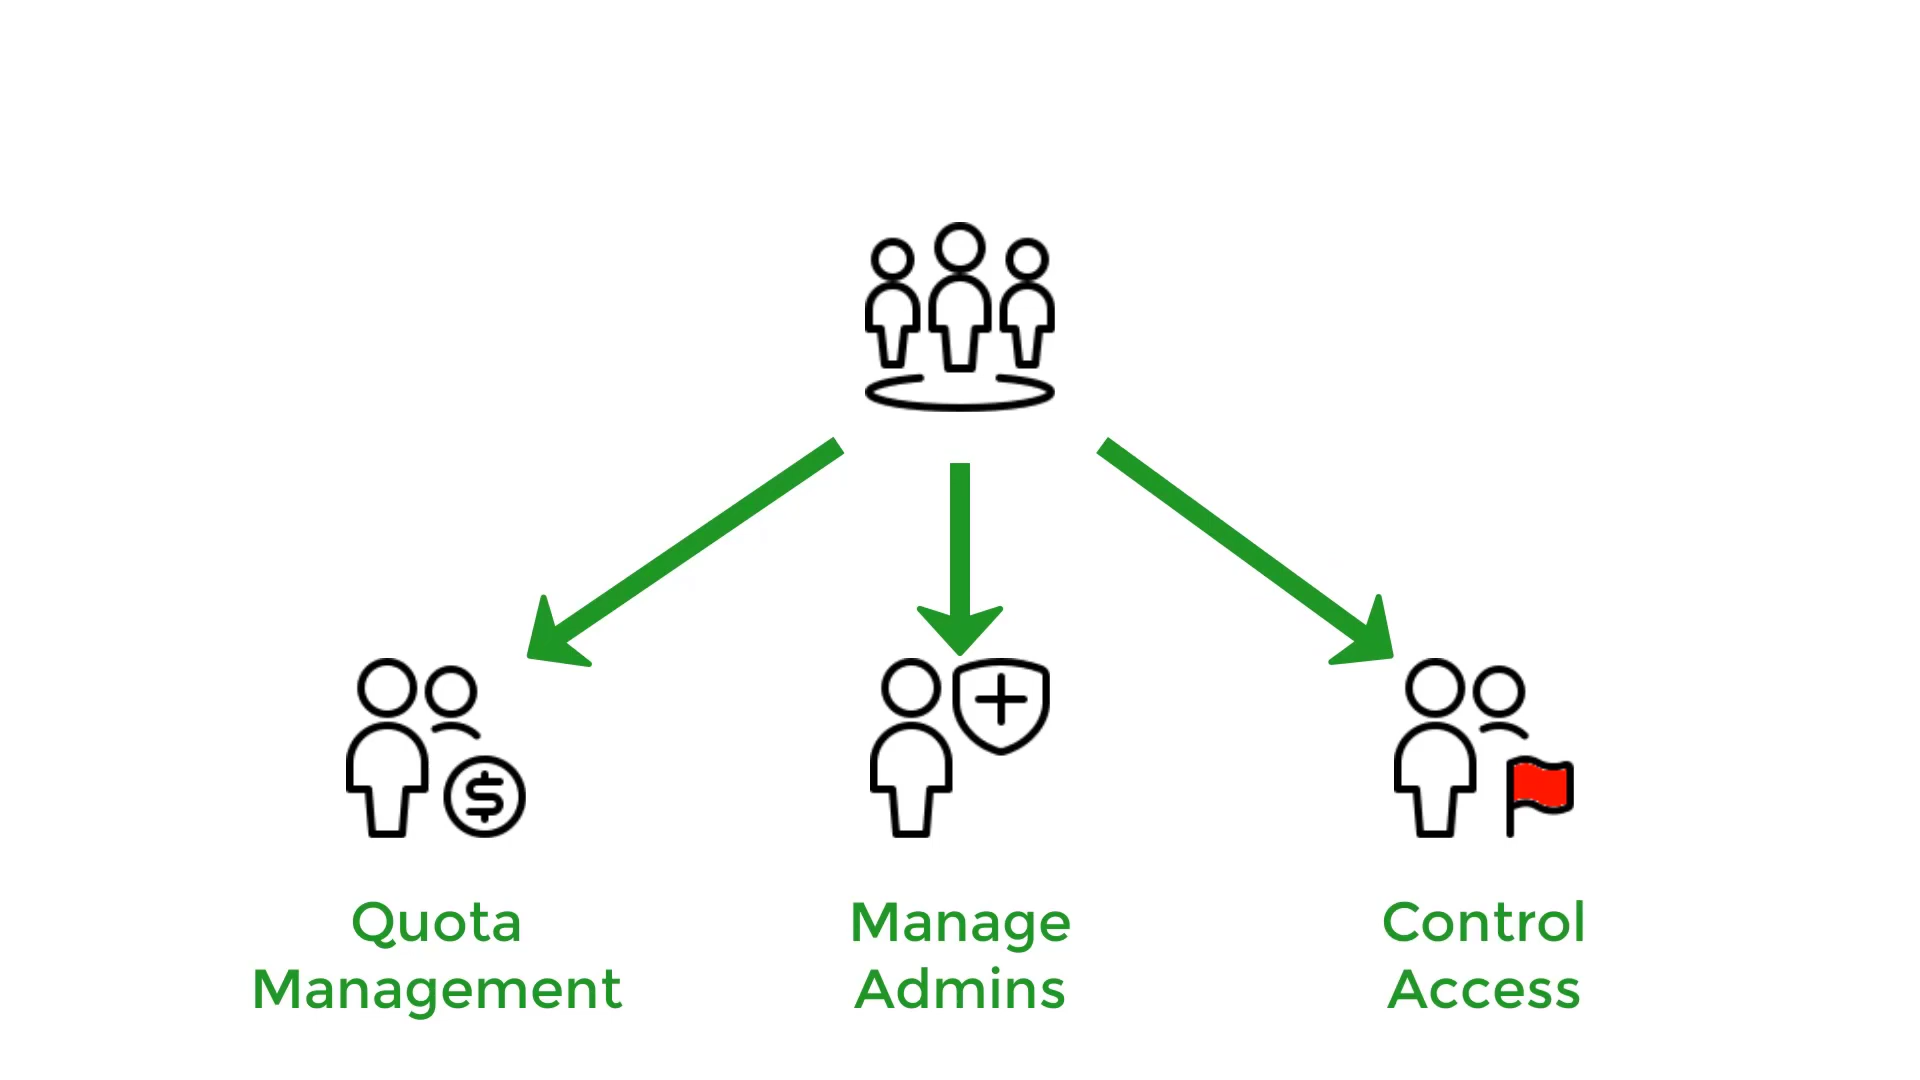 Quota
Management
Manage
Admins
Control
Access